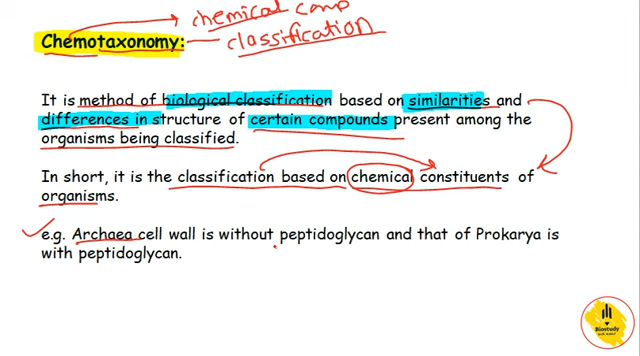 chemical comp
Chemotaxonomy:
classification
It is method of biological classification based on similarities and
differences in structure of certain compounds present among the
organisms being classified.
In short, it is the classification based on chemical constituents of
organisms.
e.g. Archaea cell wall is without peptidoglycan and that of Prokarya is
with peptidoglycan.
Biostudy